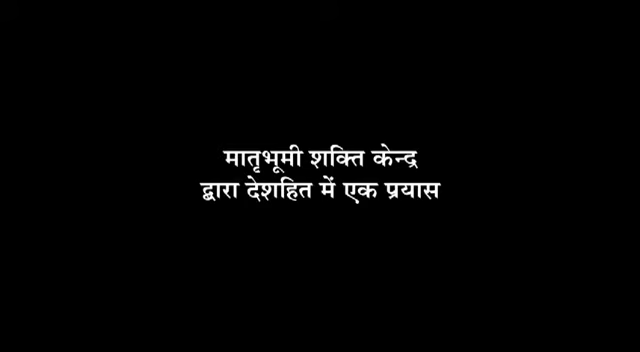 मातृभूमी शक्ति केन्द्र
द्वारा देशहित में एक प्रयास